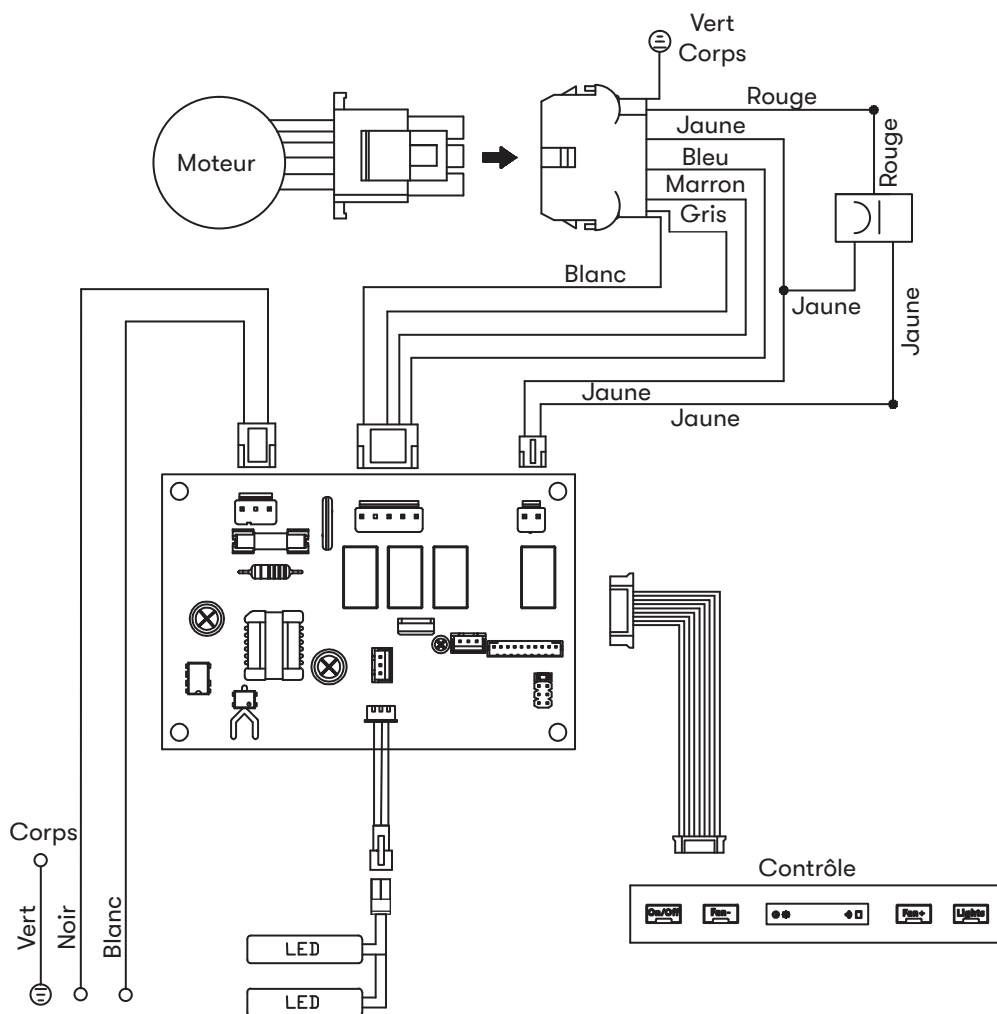 Vert
Corps
Rouge
Jaune
Bleu
Marron
Gris
Rouge
Moteur
Blanc
Jaune
Jaune
Jaune
Jaune
Corps
Vert
Noir
Blanc
LED
LED
Contrôle
On/Off
Fan-
Fan+
Lights